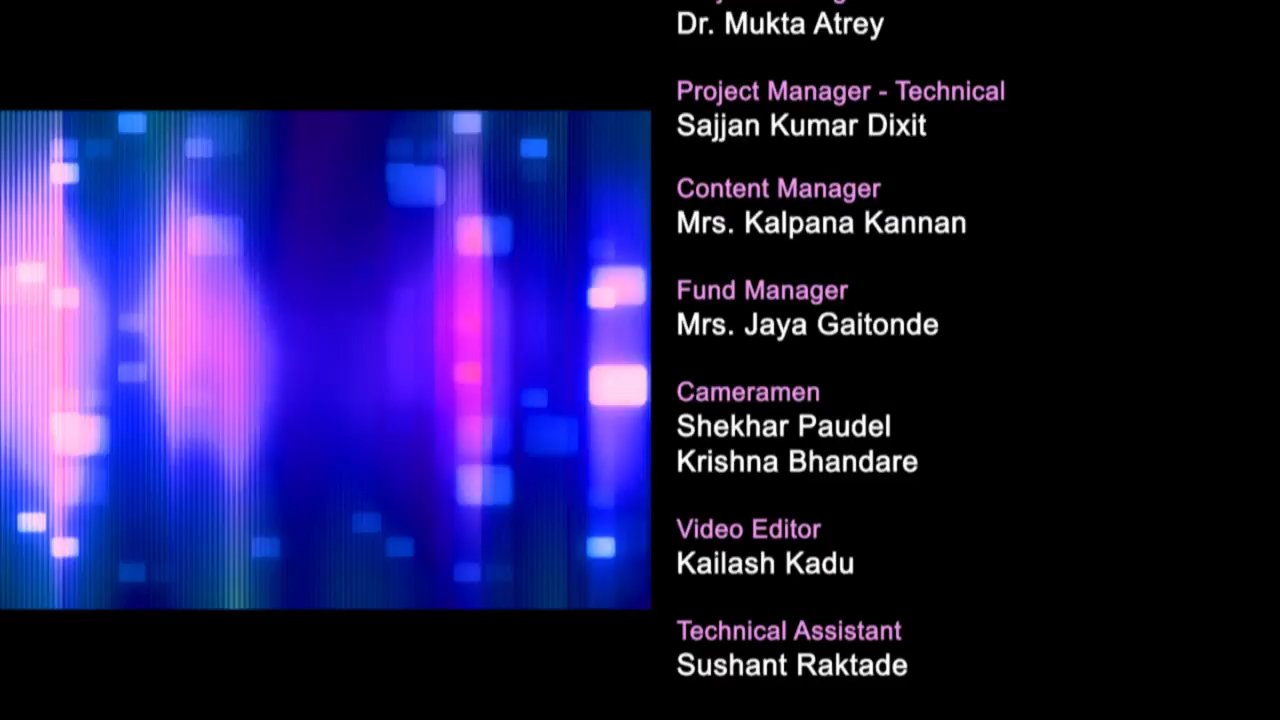 Dr. Mukta Atrey
Project Manager - Technical
Sajjan Kumar Dixit
Content Manager
Mrs. Kalpana Kannan
Fund Manager
Mrs. Jaya Gaitonde
Cameramen
Shekhar Paudel
Krishna Bhandare
Video Editor
Kailash Kadu
Technical Assistant
Sushant Raktade